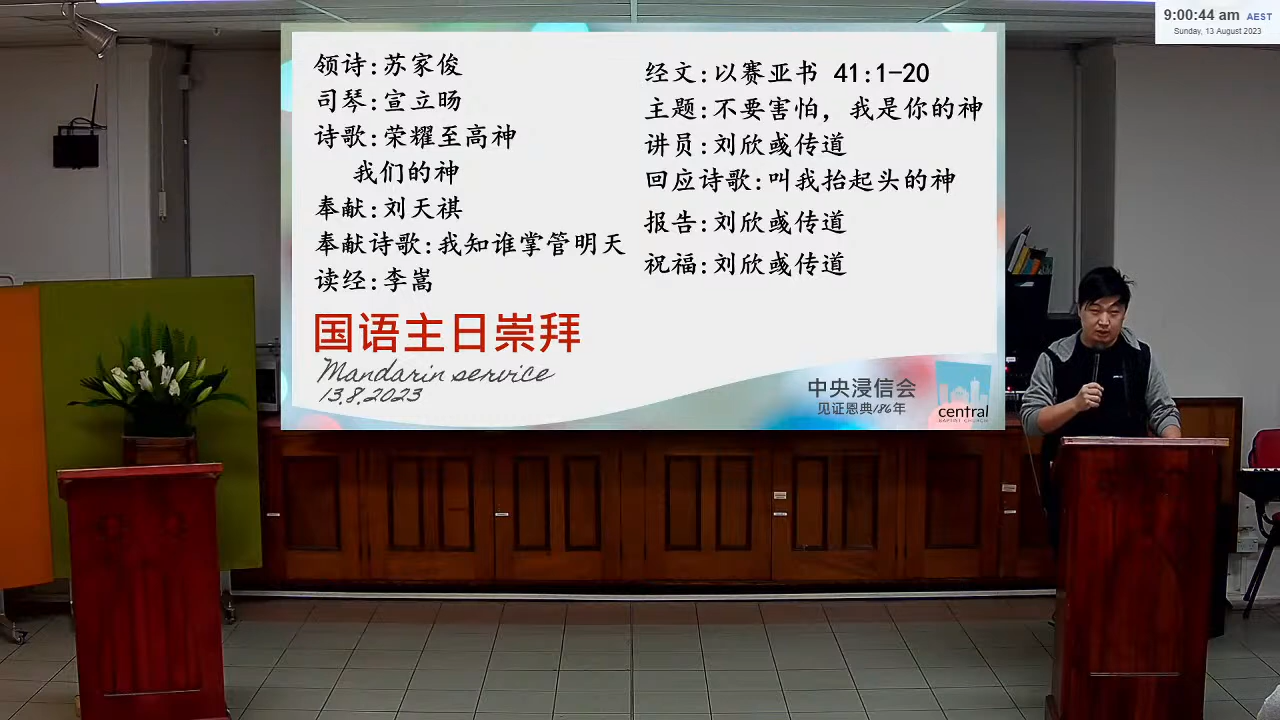 9:00:44 am AEST
Sunday, 13 August 2023
领诗:苏家俊
司琴:宣立旸
诗歌:荣耀至高神
我们的神
奉献:刘天祺
奉献诗歌:我知谁掌管明天
读经:李嵩
经文:以赛亚书 41:1-20
主题:不要害怕，我是你的神
讲员:刘欣彧传道
回应诗歌:叫我抬起头的神
报告:刘欣彧传道
祝福:刘欣彧传道
国语主日崇拜
Mandarin service
13.8.2023
中央浸信会
见证恩典186年
central
BAPTIST CHURCH